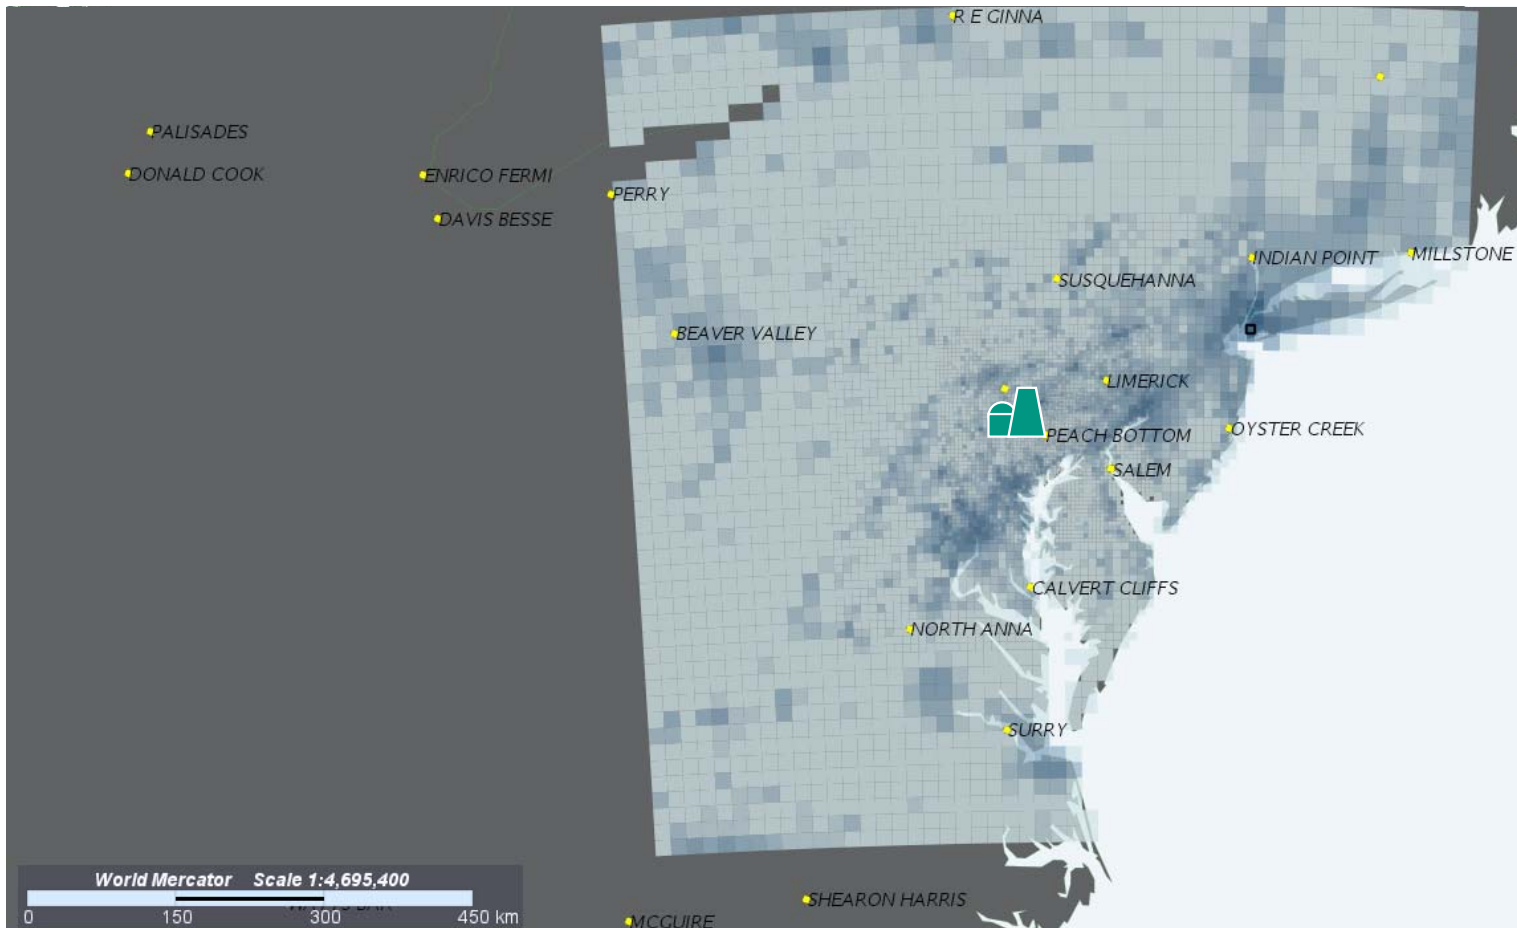 R E GINNA
PALISADES
DONALD COOK
ENRICO FERMI
PERRY
DAVIS BESSE
INDIAN POINT
MILLSTONE
SUSQUEHANNA
BEAVER VALLEY
LIMERICK
PEACH BOTTOM
OYSTER CREEK
SALEM
CALVERT CLIFFS
NORTH ANNA
SURRY
World Mercator Scale 1:4,695,400
0 150 300 450 km
SHEARON HARRIS
MCGUIRE